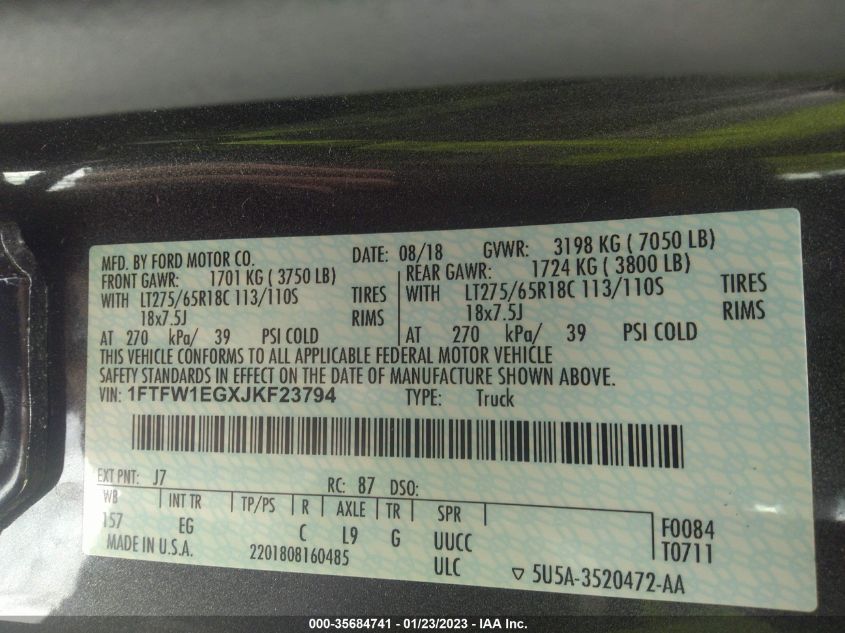 MFD. BY FORD MOTOR CO. DATE: 08/18 GVWR: 3198 KG ( 7050 LB)
FRONT GAWR: 1701 KG ( 3750 LB) REAR GAWR: 1724 KG ( 3800 LB)
WITH LT275/65R18C 113/110S TIRES WITH LT275/65R18C 113/110S TIRES
18x7.5J RIMS 18x7.5J RIMS
AT 270 kPa/ 39 PSI COLD AT 270 kPa/ 39 PSI COLD
THIS VEHICLE CONFORMS TO ALL APPLICABLE FEDERAL MOTOR VEHICLE
SAFETY STANDARDS IN EFFECT ON THE DATE OF MANUFACTURE SHOWN ABOVE.
VIN: 1FTFW1EGXJKF23794 TYPE: Truck
EXT PNT: J7 RC: 87 DSO:
WB INT TR TP/PS R AXLE TR SPR
157 EG C L9 G UUCC F0084
MADE IN U.S.A. 2201808160485 ULC T0711
▽ 5U5A-3520472-AA
000-35684741 - 01/23/2023 - IAA Inc.